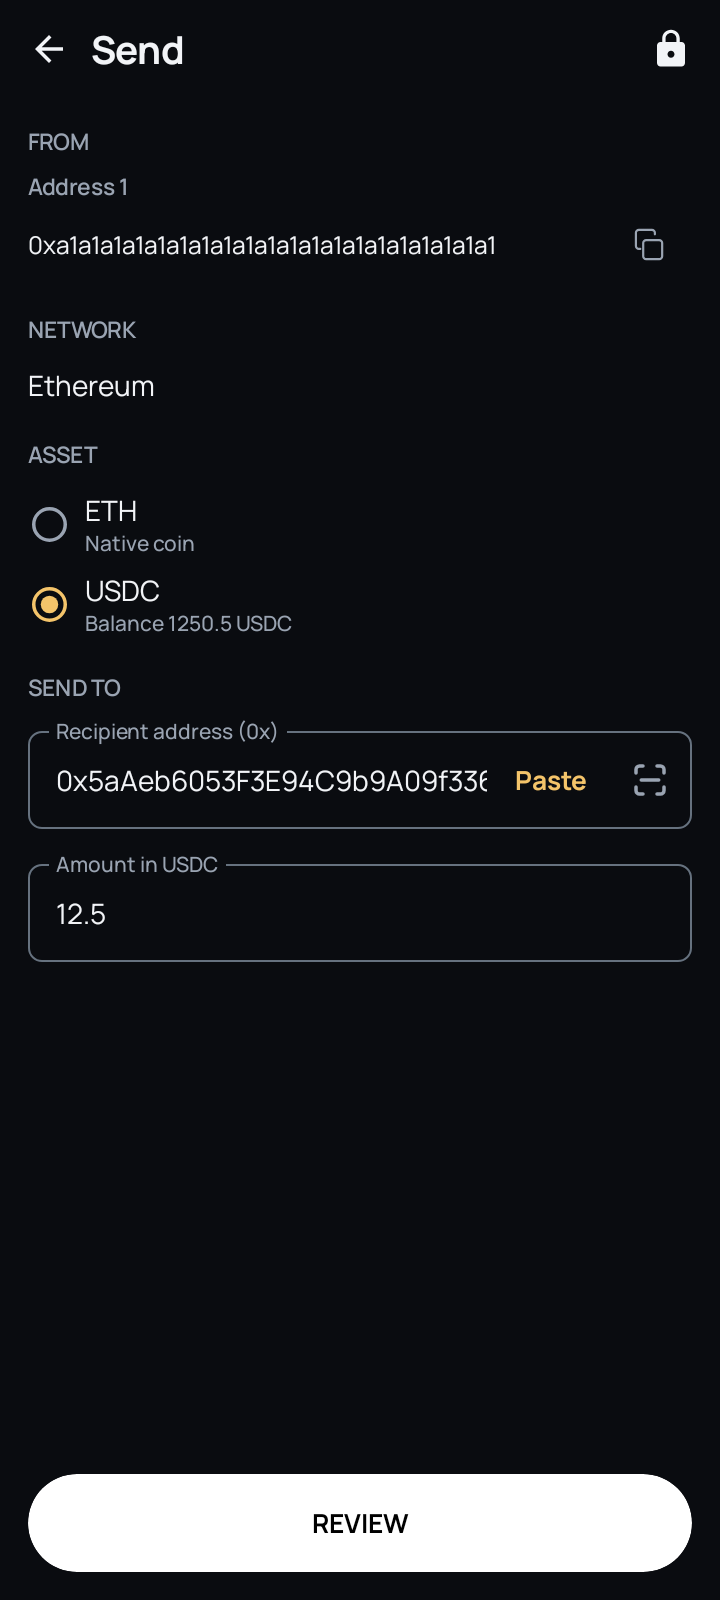 Send
FROM
Address 1
0xa1a1a1a1a1a1a1a1a1a1a1a1a1a1a1a1a1a1a1a1
NETWORK
Ethereum
ASSET
ETH
Native coin
USDC
Balance 1250.5 USDC
SEND TO
Recipient address (0x)
0x5aAeb6053F3E94C9b9A09f336 Paste
Amount in USDC
12.5
REVIEW